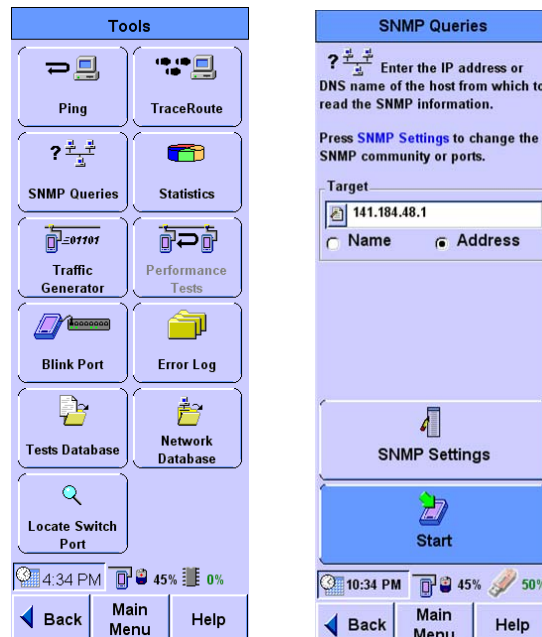 Tools
Ping
TraceRoute
?
SNMP Queries
Statistics
=01101
Traffic
Generator
Performance
Tests
Blink Port
Error Log
Tests Database
Network
Database
Locate Switch
Port
4:34 PM 45% 0%
Back
Main
Menu
Help
SNMP Queries
? Enter the IP address or
DNS name of the host from which to
read the SNMP information.
Press SNMP Settings to change the
SNMP community or ports.
Target
141.184.48.1
Name Address
SNMP Settings
Start
10:34 PM 45% 50%
Back
Main
Menu
Help